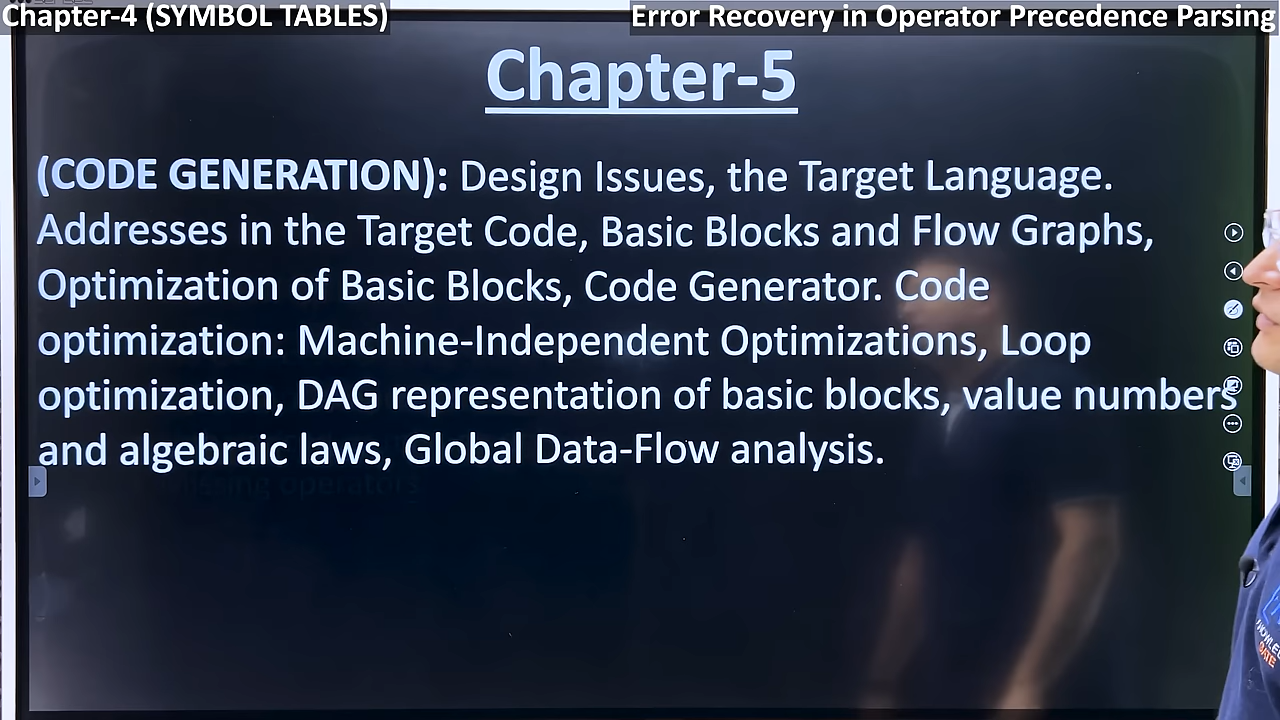 Chapter-4 (SYMBOL TABLES)
Error Recovery in Operator Precedence Parsing
Chapter-5
(CODE GENERATION): Design Issues, the Target Language.
Addresses in the Target Code, Basic Blocks and Flow Graphs,
Optimization of Basic Blocks, Code Generator. Code
optimization: Machine-Independent Optimizations, Loop
optimization, DAG representation of basic blocks, value numbers
and algebraic laws, Global Data-Flow analysis.
issing operators